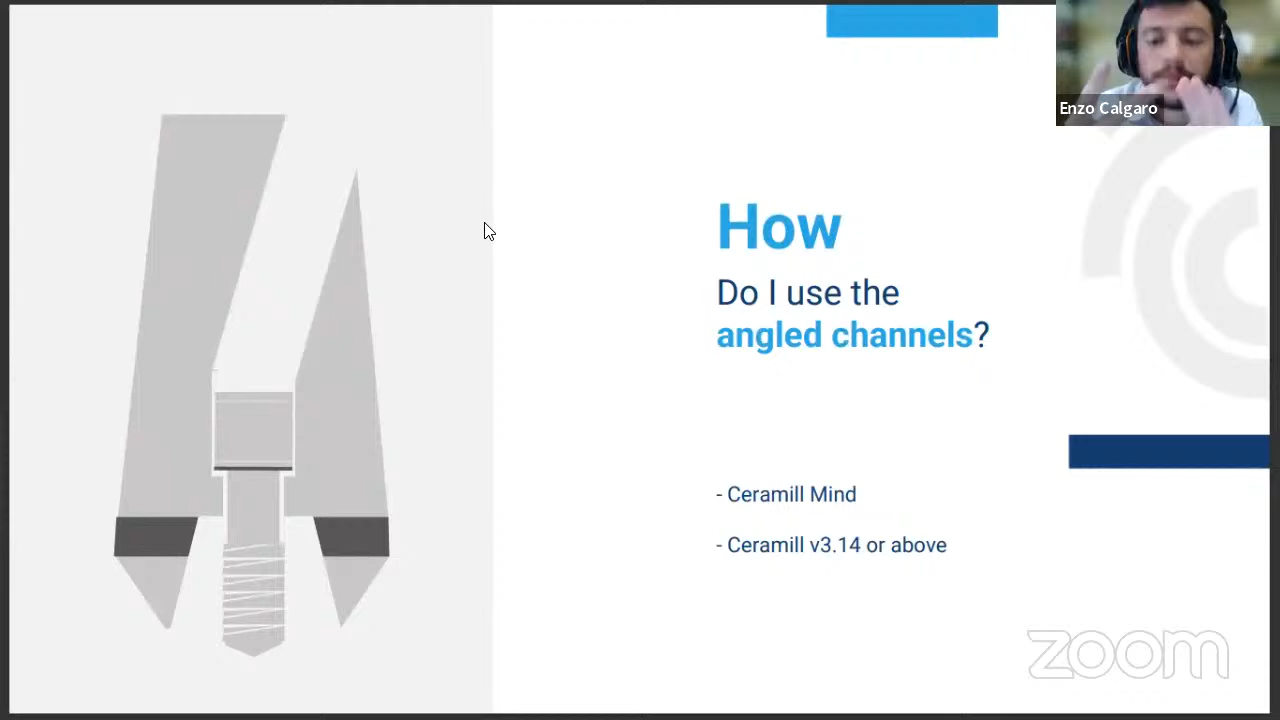 Enzo Calgaro
How
Do I use the
angled channels?
- Ceramill Mind
- Ceramill v3.14 or above
zoom